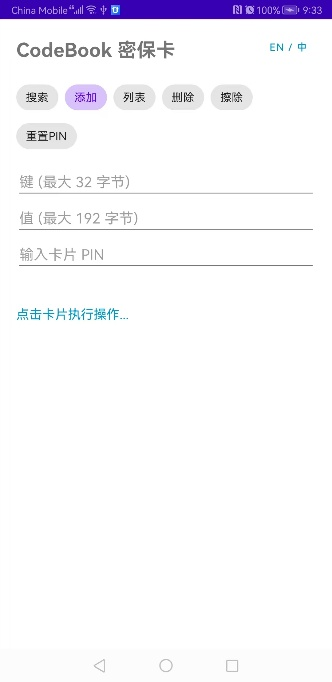 China Mobile 100% 9:33
CodeBook 密保卡 EN / 中
搜索 添加 列表 删除 擦除
重置PIN
键 (最大 32 字节)
值 (最大 192 字节)
输入卡片 PIN
点击卡片执行操作...